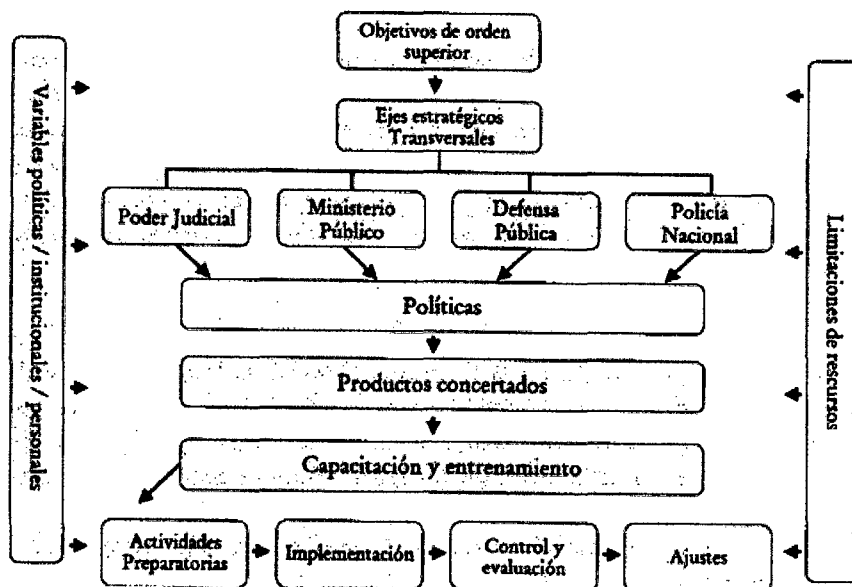 Objetivos de orden
superior
Ejes estratégicos
Transversales
Poder Judicial
Ministerio
Público
Defensa
Pública
Policía
Nacional
Políticas
Productos concertados
Capacitación y entrenamiento
Actividades
Preparatorias
Implementación
Control y
evaluación
Ajustes
Variables políticas / institucionales / personales
Limitaciones de rescursos